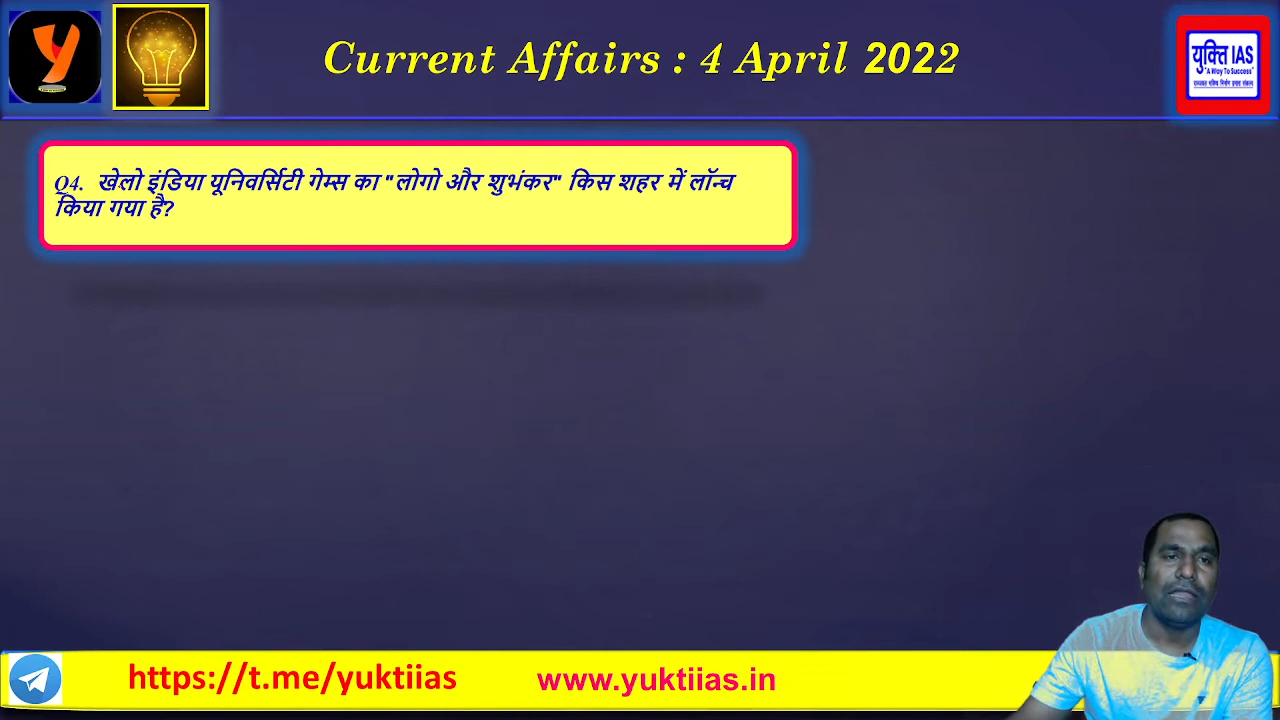 Current Affairs : 4 April 2022
युक्ति IAS
"A Way To Success"
Q4. खेलो इंडिया यूनिवर्सिटी गेम्स का "लोगो और शुभंकर" किस शहर में लॉन्च
किया गया है?
https://t.me/yuktiias
www.yuktiias.in